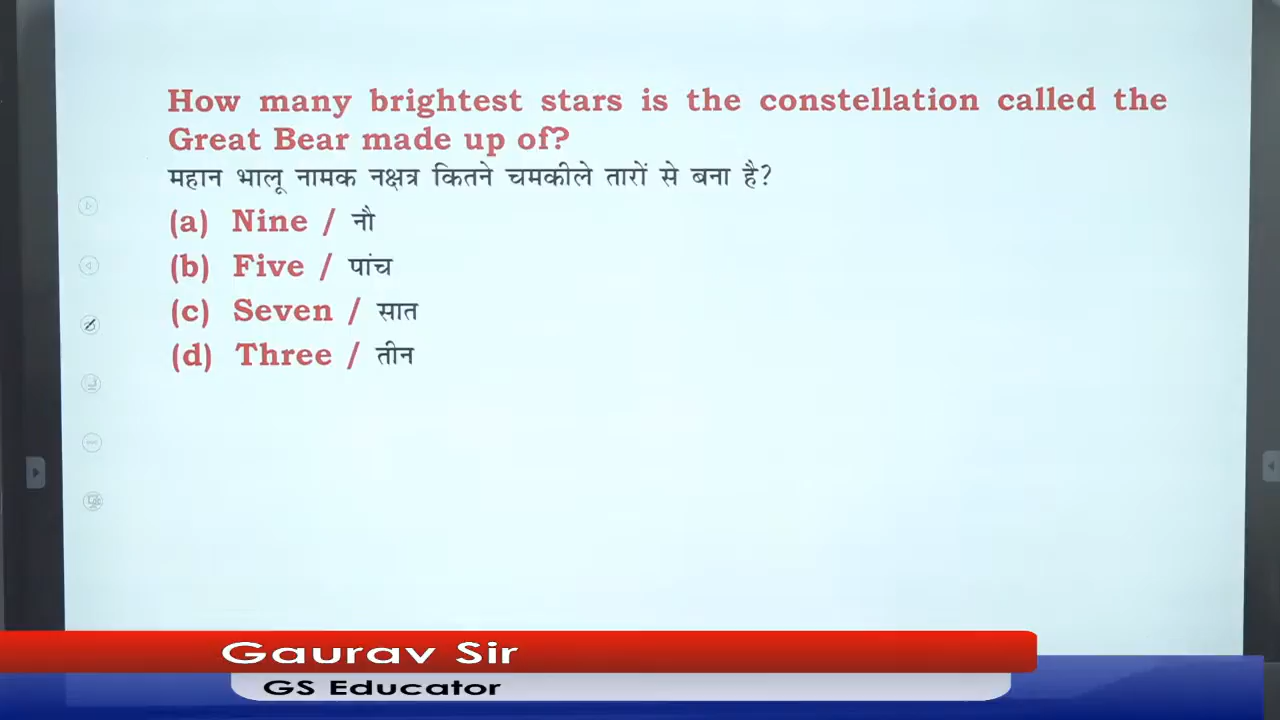 How many brightest stars is the constellation called the
Great Bear made up of?
महान भालू नामक नक्षत्र कितने चमकीले तारों से बना है?
(a) Nine / नौ
(b) Five / पांच
(c) Seven / सात
(d) Three / तीन
Gaurav Sir
GS Educator